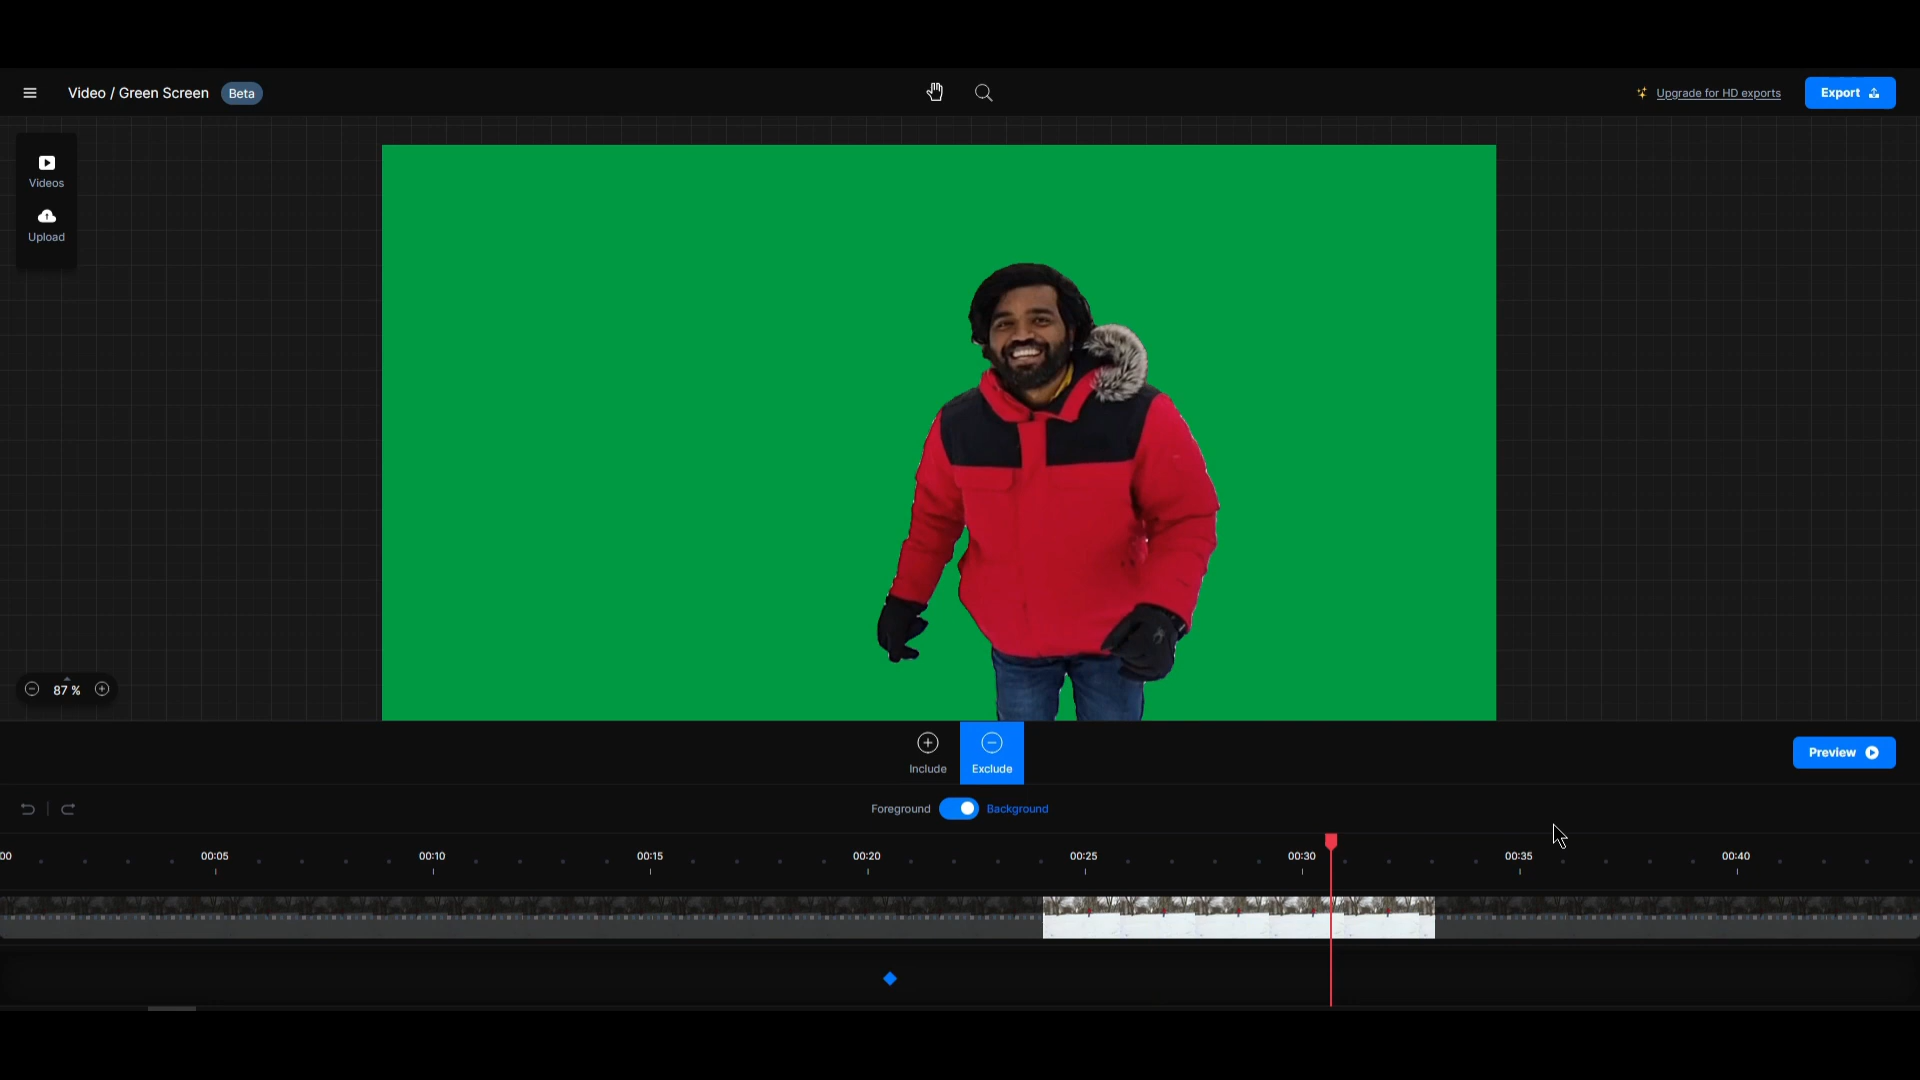 Video / Green Screen Beta
Upgrade for HD exports
Export
Videos
Upload
87 %
Include
Exclude
Preview
Foreground
Background
00 00:05 00:10 00:15 00:20 00:25 00:30 00:35 00:40